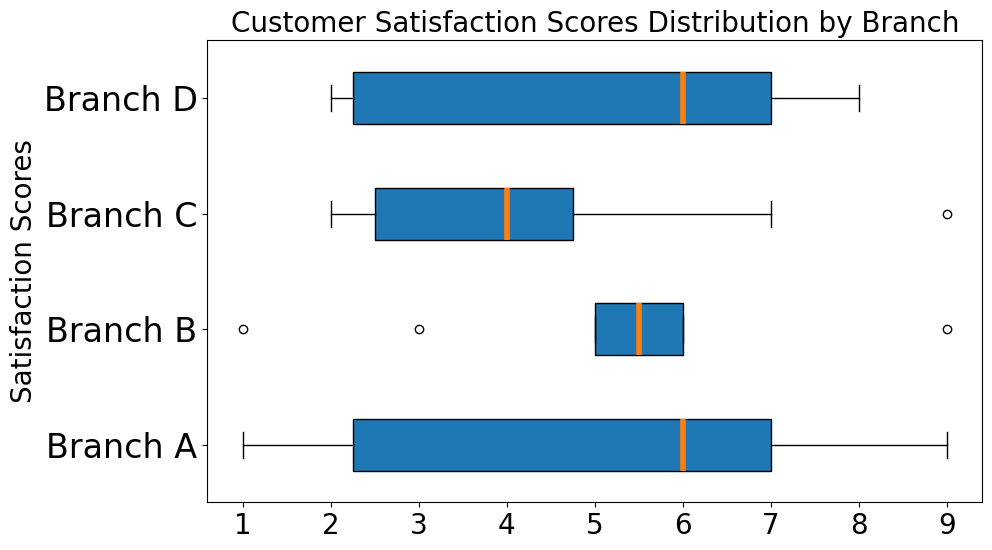 Customer Satisfaction Scores Distribution by Branch
Satisfaction Scores
Branch D
Branch C
Branch B
Branch A
1 2 3 4 5 6 7 8 9